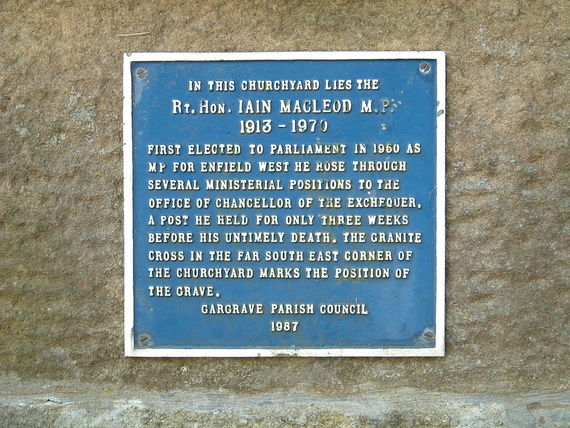 IN THIS CHURCHYARD LIES THE
RT. HON. IAIN MACLEOD M.P.
1913 - 1970
FIRST ELECTED TO PARLIAMENT IN 1950 AS
MP FOR ENFIELD WEST HE ROSE THROUGH
SEVERAL MINISTERIAL POSITIONS TO THE
OFFICE OF CHANCELLOR OF THE EXCHEQUER.
A POST HE HELD FOR ONLY THREE WEEKS
BEFORE HIS UNTIMELY DEATH. THE GRANITE
CROSS IN THE FAR SOUTH EAST CORNER OF
THE CHURCHYARD MARKS THE POSITION OF
THE GRAVE.
GARGRAVE PARISH COUNCIL
1987